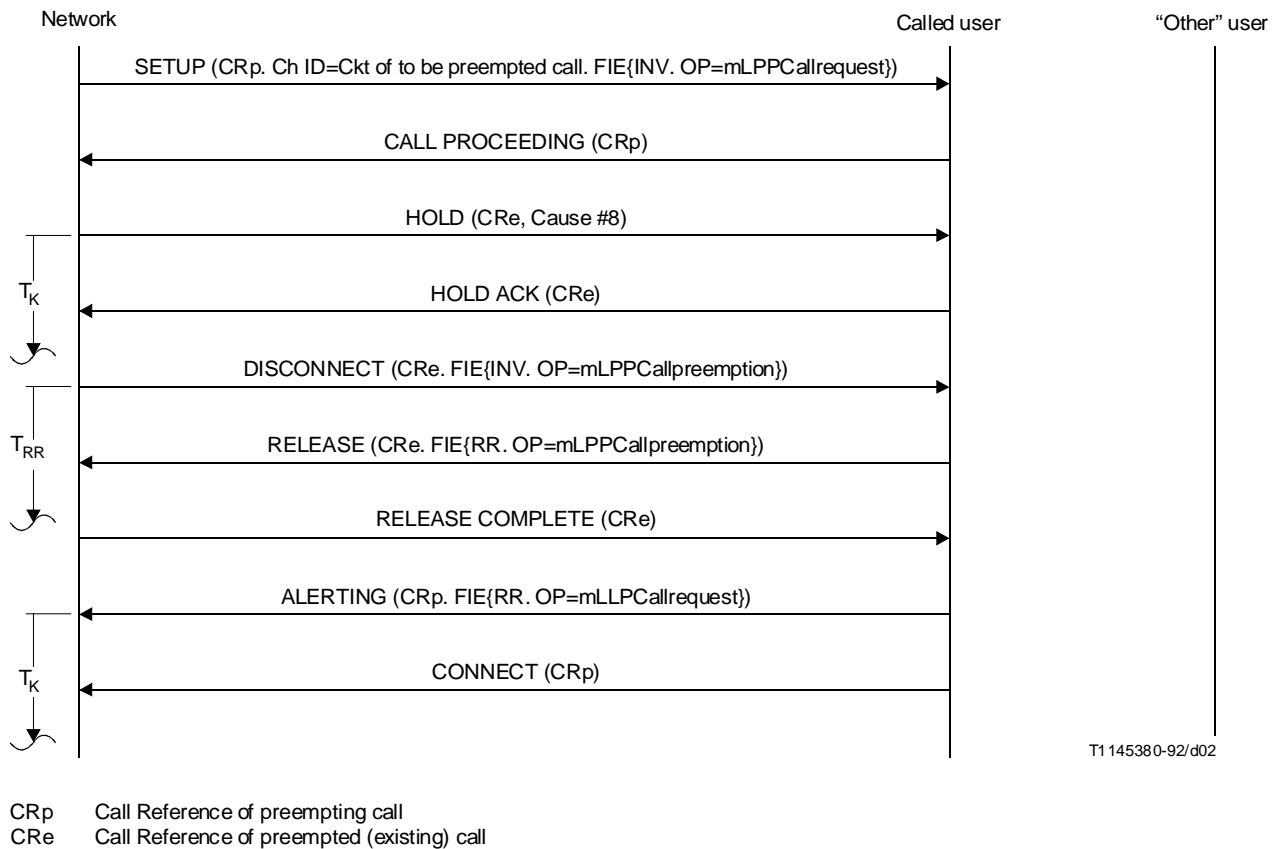 Network
Called user
“Other” user
SETUP (CRp. Ch ID=Ckt of to be preempted call. FIE{INV. OP=mLPPCallrequest})
CALL PROCEEDING (CRp)
HOLD (CRe, Cause #8)
TK
HOLD ACK (CRe)
DISCONNECT (CRe. FIE{INV. OP=mLPPCallpreemption})
TRR
RELEASE (CRe. FIE{RR. OP=mLPPCallpreemption})
RELEASE COMPLETE (CRe)
ALERTING (CRp. FIE{RR. OP=mLLPCallrequest})
TK
CONNECT (CRp)
T1145380-92/d02
CRp Call Reference of preempting call
CRe Call Reference of preempted (existing) call